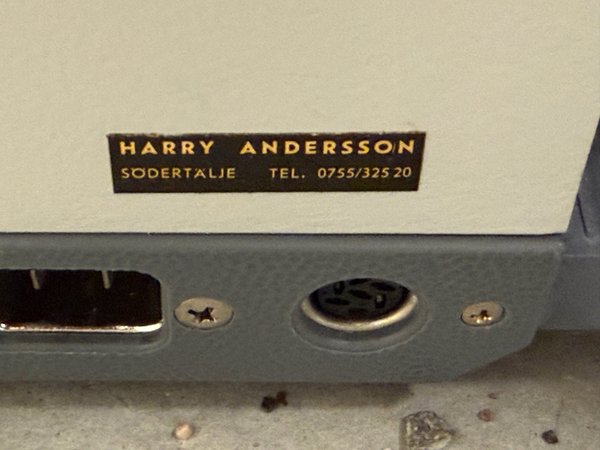 HARRY ANDERSSON
SÖDERTÄLJE TEL. 0755/325 20